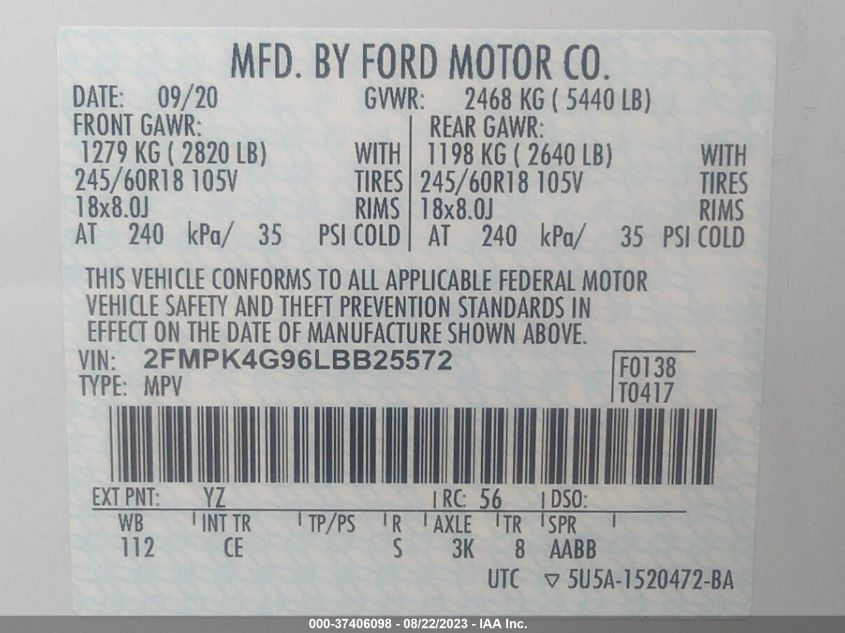 MFD. BY FORD MOTOR CO.
DATE: 09/20 GVWR: 2468 KG ( 5440 LB)
FRONT GAWR: REAR GAWR:
1279 KG ( 2820 LB) WITH 1198 KG ( 2640 LB) WITH
245/60R18 105V TIRES 245/60R18 105V TIRES
18x8.0J RIMS 18x8.0J RIMS
AT 240 kPa/ 35 PSI COLD AT 240 kPa/ 35 PSI COLD
THIS VEHICLE CONFORMS TO ALL APPLICABLE FEDERAL MOTOR
VEHICLE SAFETY AND THEFT PREVENTION STANDARDS IN
EFFECT ON THE DATE OF MANUFACTURE SHOWN ABOVE.
VIN: 2FMPK4G96LBB25572 F0138
TYPE: MPV T0417
EXT PNT: YZ RC: 56 DSO:
WB INT TR TP/PS R AXLE TR SPR
112 CE S 3K 8 AABB
UTC ▽ 5U5A-1520472-BA
000-37406098 - 08/22/2023 - IAA Inc.